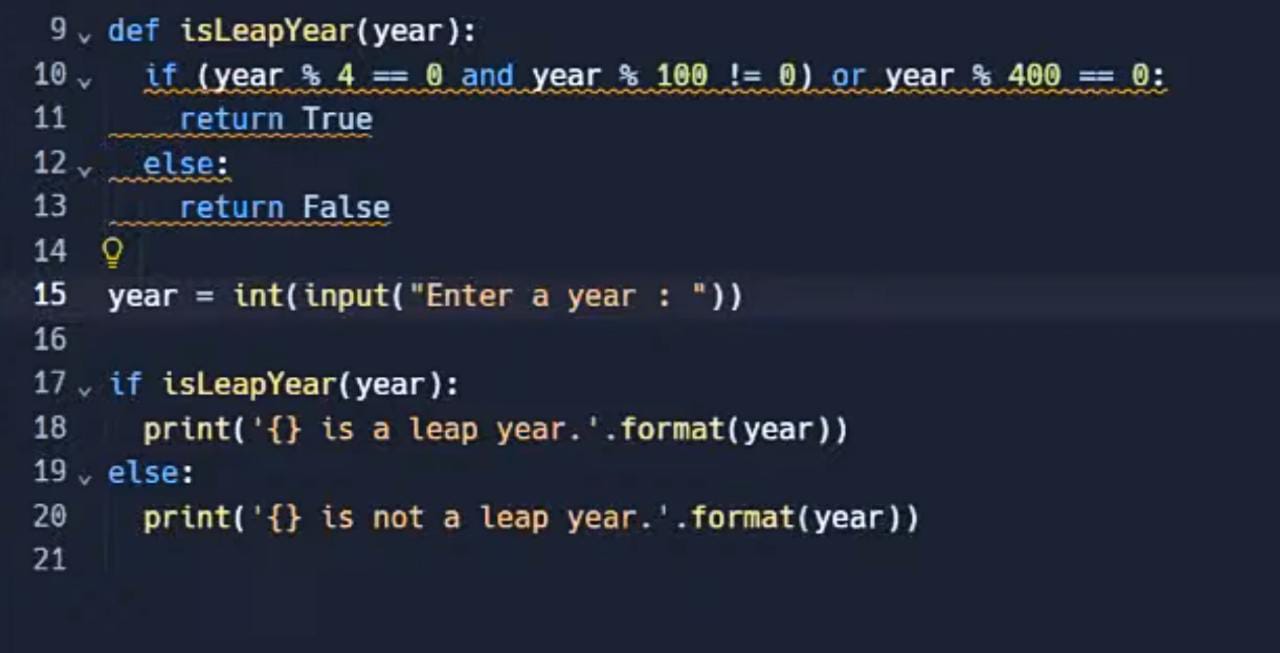 9 def isLeapYear(year):
10   if (year % 4 == 0 and year % 100 != 0) or year % 400 == 0:
11     return True
12   else:
13     return False
14
15 year = int(input("Enter a year : "))
16
17 if isLeapYear(year):
18   print('{} is a leap year.'.format(year))
19 else:
20   print('{} is not a leap year.'.format(year))
21